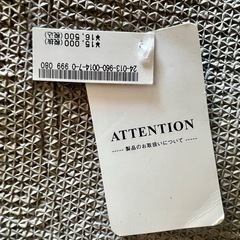 24-013-960-0014-7-0 999 080
¥15,000(税抜)
¥16,500(税込)
ATTENTION
----- 製品のお取扱いについて -----